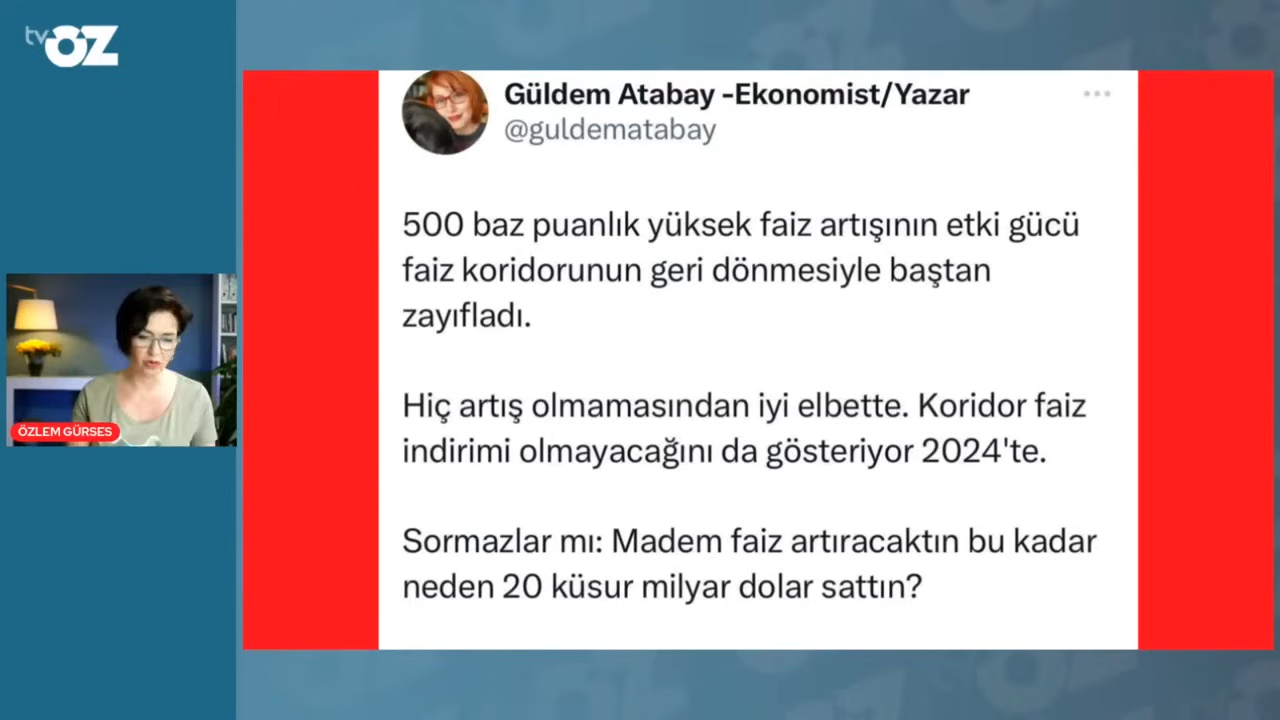 tv ÖZ
Güldem Atabay -Ekonomist/Yazar
@guldematabay
500 baz puanlık yüksek faiz artışının etki gücü
faiz koridorunun geri dönmesiyle baştan
zayıfladı.
Hiç artış olmamasından iyi elbette. Koridor faiz
indirimi olmayacağını da gösteriyor 2024'te.
Sormazlar mı: Madem faiz artıracaktın bu kadar
neden 20 küsur milyar dolar sattın?
ÖZLEM GÜRSES